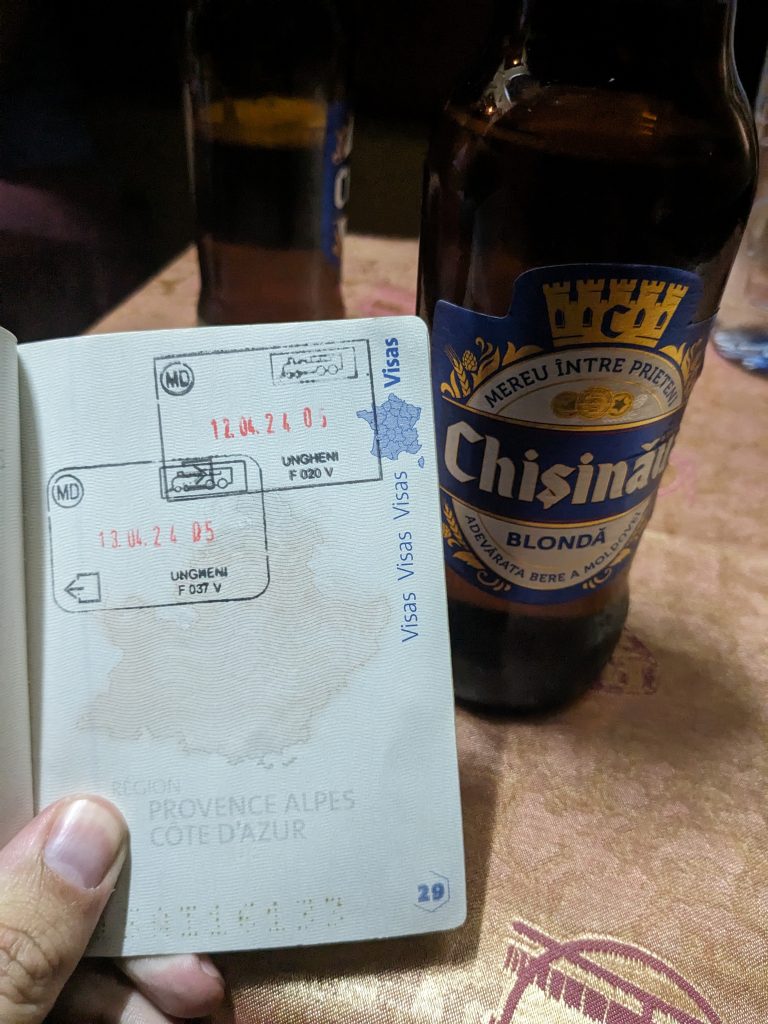 MD
12.04.24 05
UNGHENI
F 020 V
MD
13.04.24 05
UNGHENI
F 037 V
Visas
Visas Visas Visas
RÉGION
PROVENCE ALPES
CÔTE D'AZUR
29
C
MEREU ÎNTRE PRIETENI
Chișinău
BLONDĂ
ADEVĂRATA BERE A MOLDOVEI